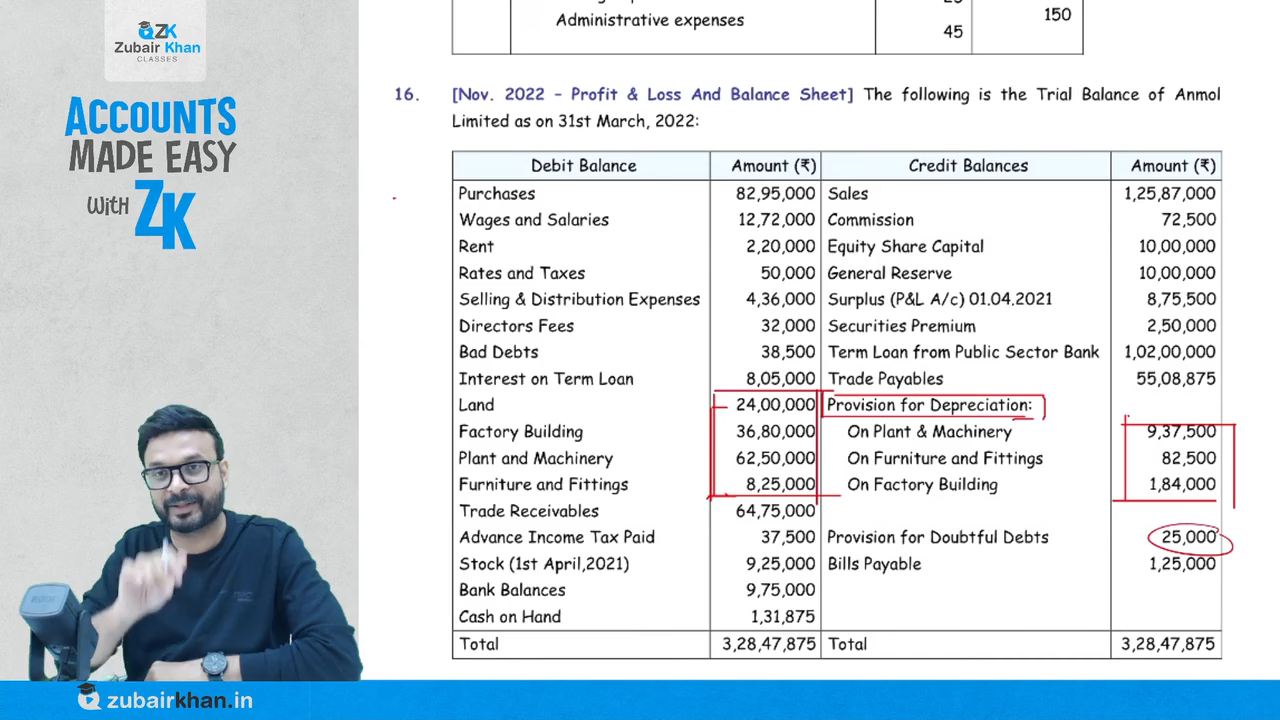 ZK
Zubair Khan
CLASSES
ACCOUNTS
MADE EASY
with ZK
Administrative expenses 45 150
16. [Nov. 2022 – Profit & Loss And Balance Sheet] The following is the Trial Balance of Anmol
Limited as on 31st March, 2022:
Debit Balance Amount (₹) Credit Balances Amount (₹)
Purchases 82,95,000 Sales 1,25,87,000
Wages and Salaries 12,72,000 Commission 72,500
Rent 2,20,000 Equity Share Capital 10,00,000
Rates and Taxes 50,000 General Reserve 10,00,000
Selling & Distribution Expenses 4,36,000 Surplus (P&L A/c) 01.04.2021 8,75,500
Directors Fees 32,000 Securities Premium 2,50,000
Bad Debts 38,500 Term Loan from Public Sector Bank 1,02,00,000
Interest on Term Loan 8,05,000 Trade Payables 55,08,875
Land 24,00,000 Provision for Depreciation:
Factory Building 36,80,000 On Plant & Machinery 9,37,500
Plant and Machinery 62,50,000 On Furniture and Fittings 82,500
Furniture and Fittings 8,25,000 On Factory Building 1,84,000
Trade Receivables 64,75,000
Advance Income Tax Paid 37,500 Provision for Doubtful Debts 25,000
Stock (1st April,2021) 9,25,000 Bills Payable 1,25,000
Bank Balances 9,75,000
Cash on Hand 1,31,875
Total 3,28,47,875 Total 3,28,47,875
zubairkhan.in